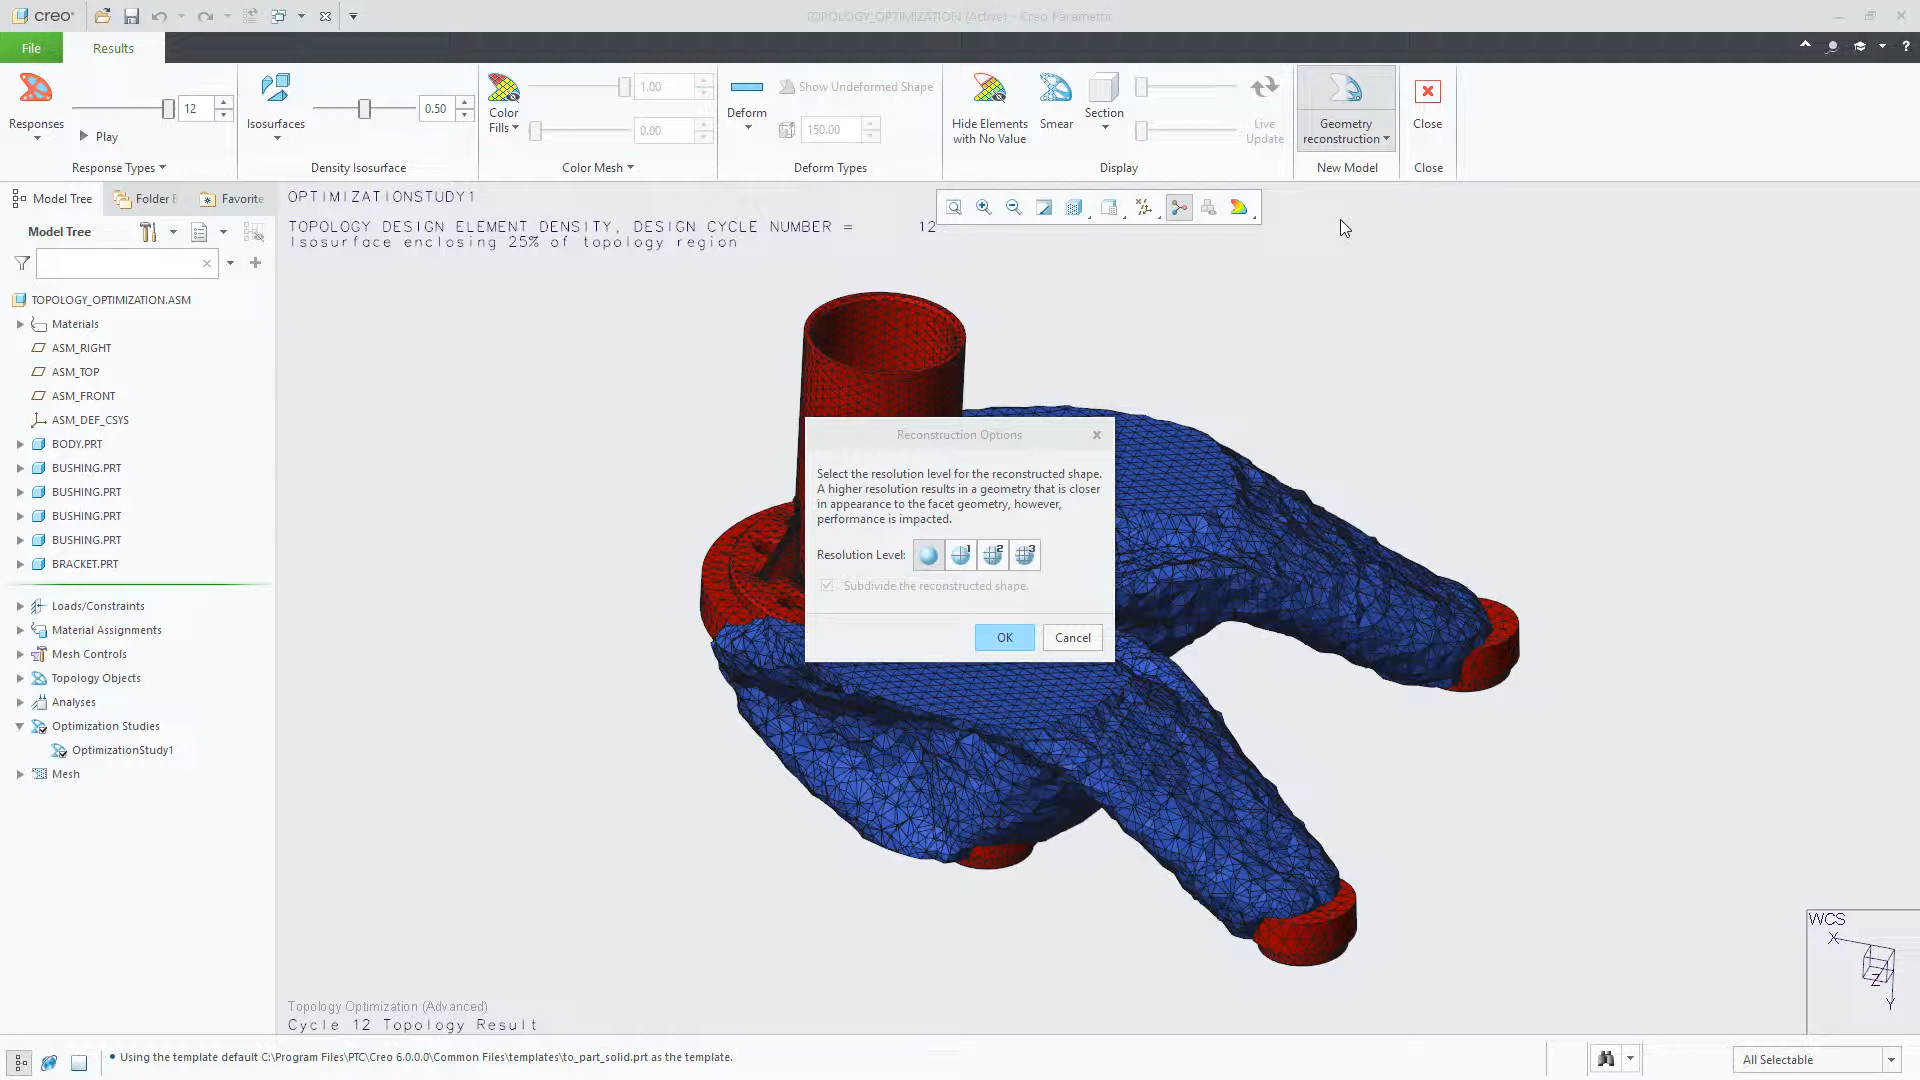 creo
TOPOLOGY_OPTIMIZATION (Active) - Creo Parametric
File
Results
Responses
12
Play
Response Types
Isosurfaces
0.50
Density Isosurface
Color
Fills
1.00
0.00
Color Mesh
Deform
Show Undeformed Shape
150.00
Deform Types
Hide Elements
with No Value
Smear
Section
Live
Update
Display
Geometry
reconstruction
New Model
Close
Close
Model Tree
Folder
Favorite
Model Tree
TOPOLOGY_OPTIMIZATION.ASM
Materials
ASM_RIGHT
ASM_TOP
ASM_FRONT
ASM_DEF_CSYS
BODY.PRT
BUSHING.PRT
BUSHING.PRT
BUSHING.PRT
BUSHING.PRT
BRACKET.PRT
Loads/Constraints
Material Assignments
Mesh Controls
Topology Objects
Analyses
Optimization Studies
OptimizationStudy1
Mesh
OPTIMIZATIONSTUDY1
TOPOLOGY DESIGN ELEMENT DENSITY, DESIGN CYCLE NUMBER = 12
Isosurface enclosing 25% of topology region
Reconstruction Options
Select the resolution level for the reconstructed shape.
A higher resolution results in a geometry that is closer
in appearance to the facet geometry, however,
performance is impacted.
Resolution Level:
1
2
3
Subdivide the reconstructed shape.
OK
Cancel
WCS
X
Z
Y
Topology Optimization (Advanced)
Cycle 12 Topology Result
• Using the template default C:\Program Files\PTC\Creo 6.0.0.0\Common Files\templates\to_part_solid.prt as the template.
All Selectable